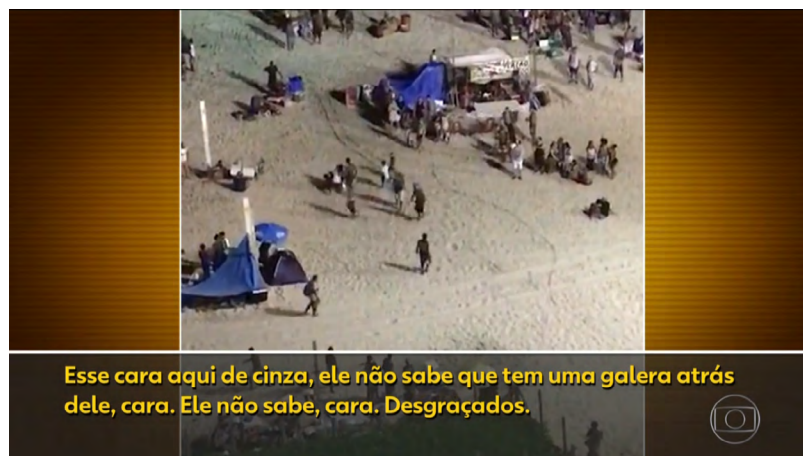 Esse cara aqui de cinza, ele não sabe que tem uma galera atrás
dele, cara. Ele não sabe, cara. Desgraçados.